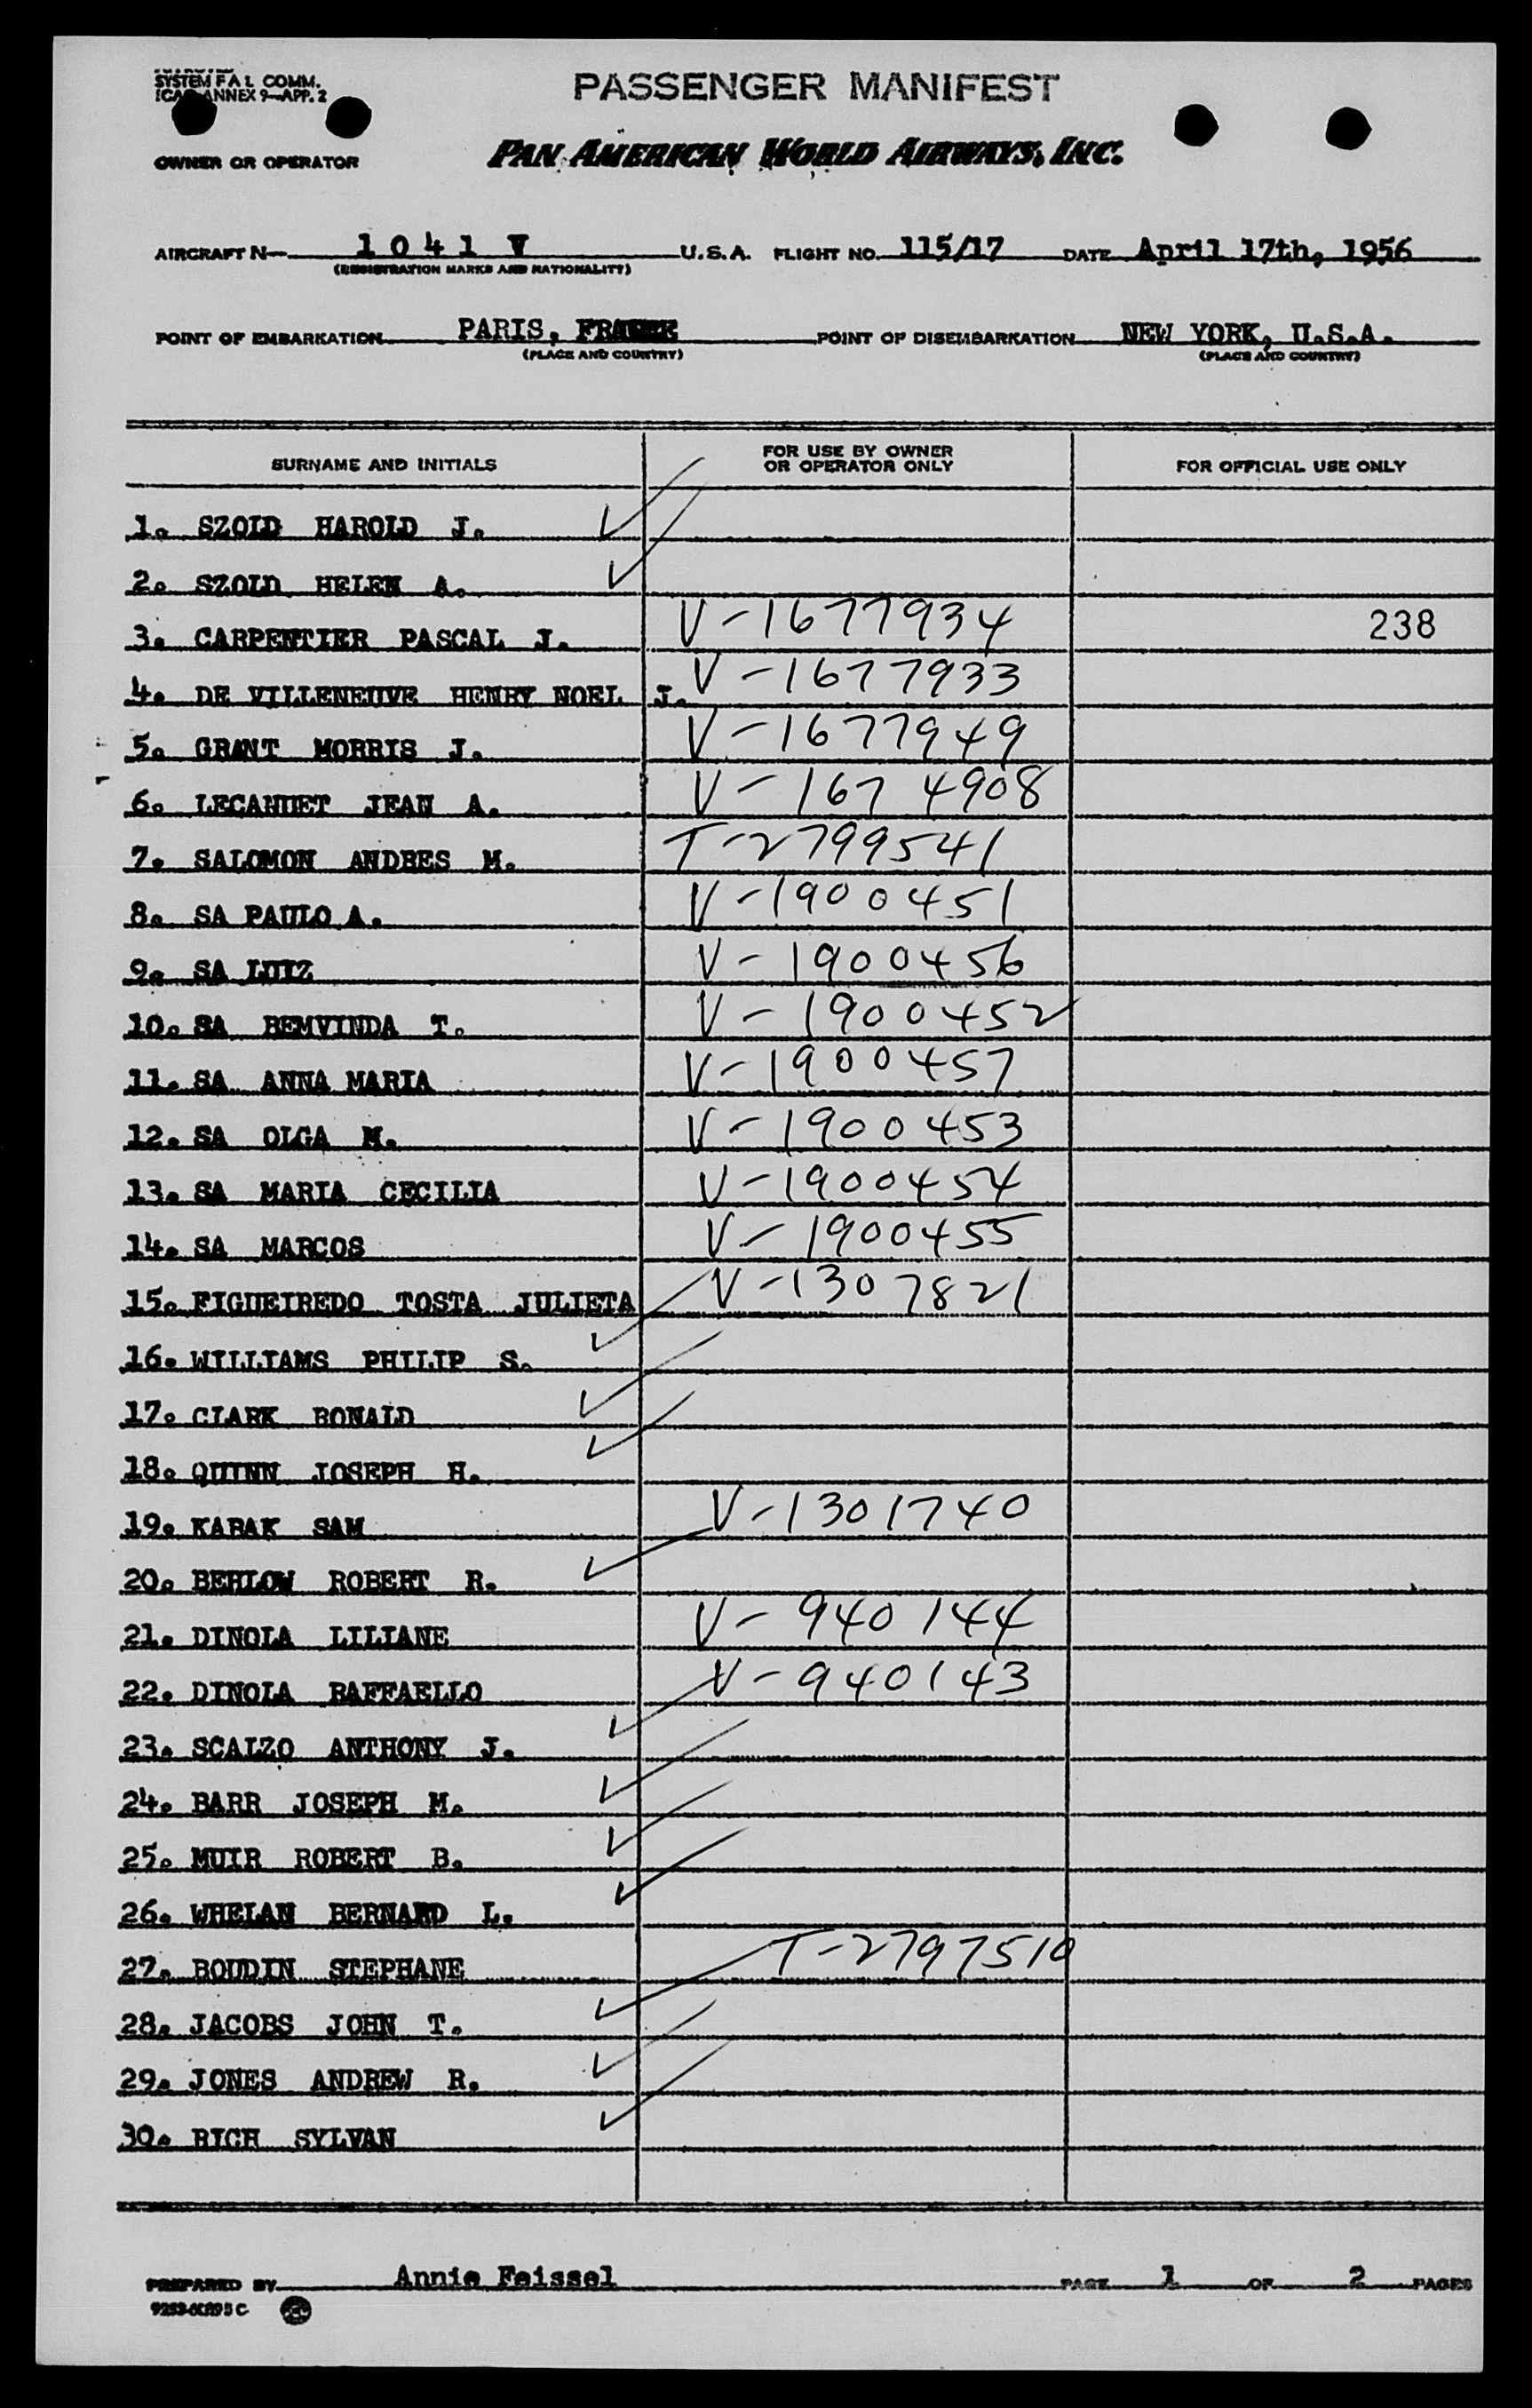 SYSTEM F A L COMM.
ICAO ANNEX 9—APP. 2
PASSENGER MANIFEST
OWNER OR OPERATOR PAN AMERICAN WORLD AIRWAYS, INC.
AIRCRAFT N— 1 0 4 1 V U.S.A. FLIGHT NO. 115/17 DATE April 17th, 1956
(REGISTRATION MARKS AND NATIONALITY)
POINT OF EMBARKATION PARIS, FRANCE POINT OF DISEMBARKATION NEW YORK, U.S.A.
(PLACE AND COUNTRY) (PLACE AND COUNTRY)
SURNAME AND INITIALS FOR USE BY OWNER OR OPERATOR ONLY FOR OFFICIAL USE ONLY
1. SZOLD HAROLD J.
2. SZOLD HELEN A.
3. CARPENTIER PASCAL J. V-1677934 238
4. DE VILLENEUVE HENRY NOEL J. V-1677933
5. GRANT MORRIS J. V-1677949
6. LECANUET JEAN A. V-167 4908
7. SALOMON ANDRES M. T-2799541
8. SA PAULO A. V-1900451
9. SA LUIZ V-1900456
10. SA BEMVINDA T. V-1900452
11. SA ANNA MARIA V-1900457
12. SA OLGA M. V-1900453
13. SA MARIA CECILIA V-1900454
14. SA MARCOS V-1900455
15. FIGUEIREDO TOSTA JULIETA V-1307821
16. WILLIAMS PHILIP S.
17. CLARK RONALD
18. QUINN JOSEPH H.
19. KABAK SAM V-1301740
20. BEHLOW ROBERT R.
21. DINOLA LILIANE V-940144
22. DINOLA RAFFAELLO V-940143
23. SCALZO ANTHONY J.
24. BARR JOSEPH M.
25. MUIR ROBERT B.
26. WHELAN BERNARD L.
27. BOUDIN STEPHANE T-2797510
28. JACOBS JOHN T.
29. JONES ANDREW R.
30. RICH SYLVAN
PREPARED BY Annie Feissel PAGE 1 OF 2 PAGES